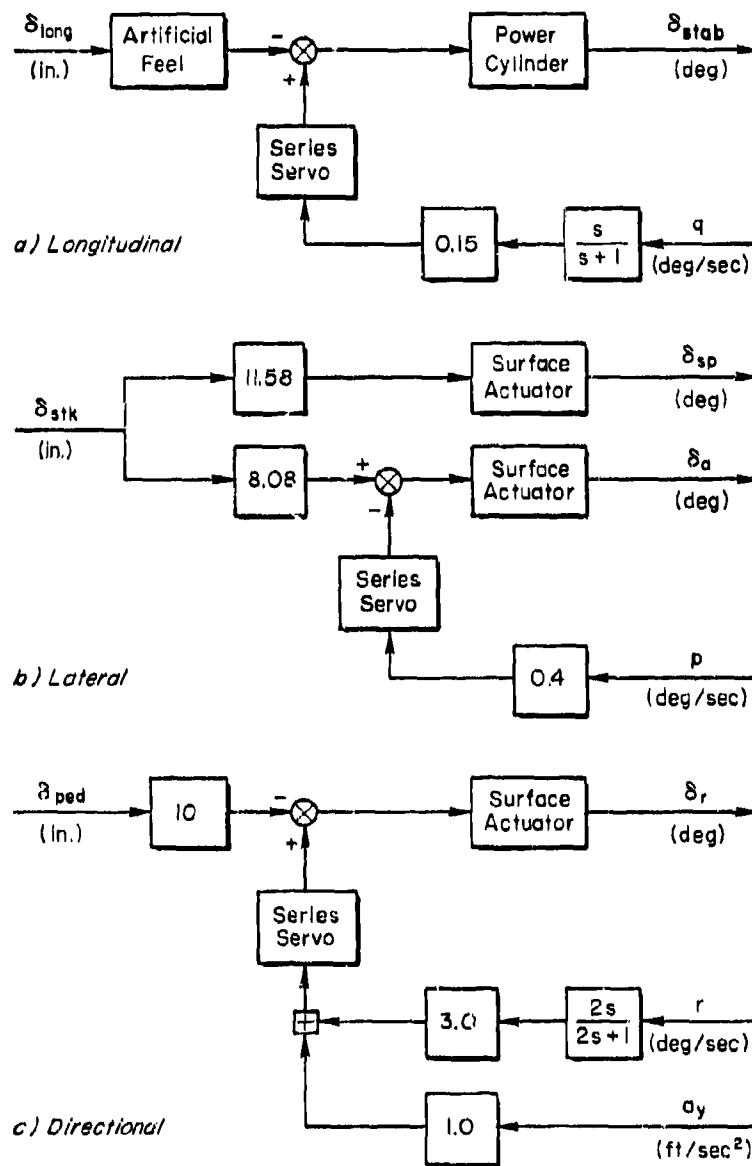 δlong
(in.)
Artificial
Feel
−
+
Power
Cylinder
δstab
(deg)
Series
Servo
a) Longitudinal
0.15
s
s + 1
q
(deg/sec)
δstk
(in.)
11.58
Surface
Actuator
δsp
(deg)
8.08
+
−
Surface
Actuator
δa
(deg)
Series
Servo
b) Lateral
0.4
p
(deg/sec)
δped
(in.)
10
−
+
Surface
Actuator
δr
(deg)
Series
Servo
+
3.0
2s
2s + 1
r
(deg/sec)
c) Directional
1.0
ay
(ft/sec²)